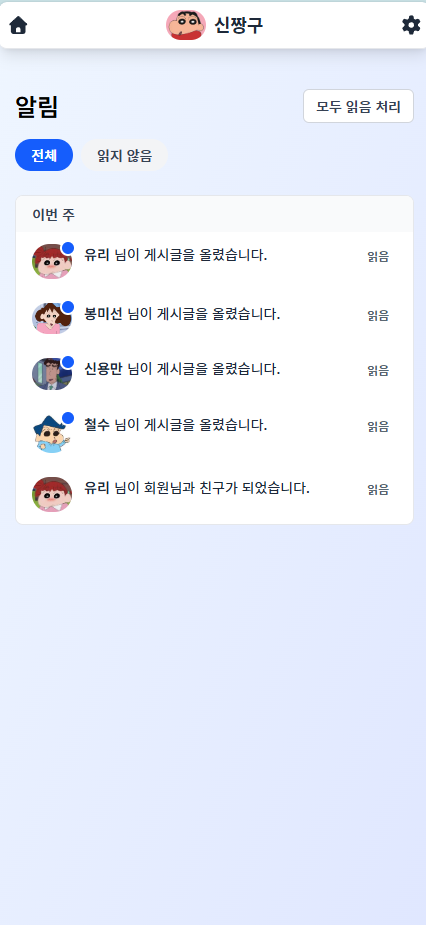 신짱구
알림
모두 읽음 처리
전체
읽지 않음
이번 주
유리 님이 게시글을 올렸습니다.
읽음
봉미선 님이 게시글을 올렸습니다.
읽음
신용만 님이 게시글을 올렸습니다.
읽음
철수 님이 게시글을 올렸습니다.
읽음
유리 님이 회원님과 친구가 되었습니다.
읽음